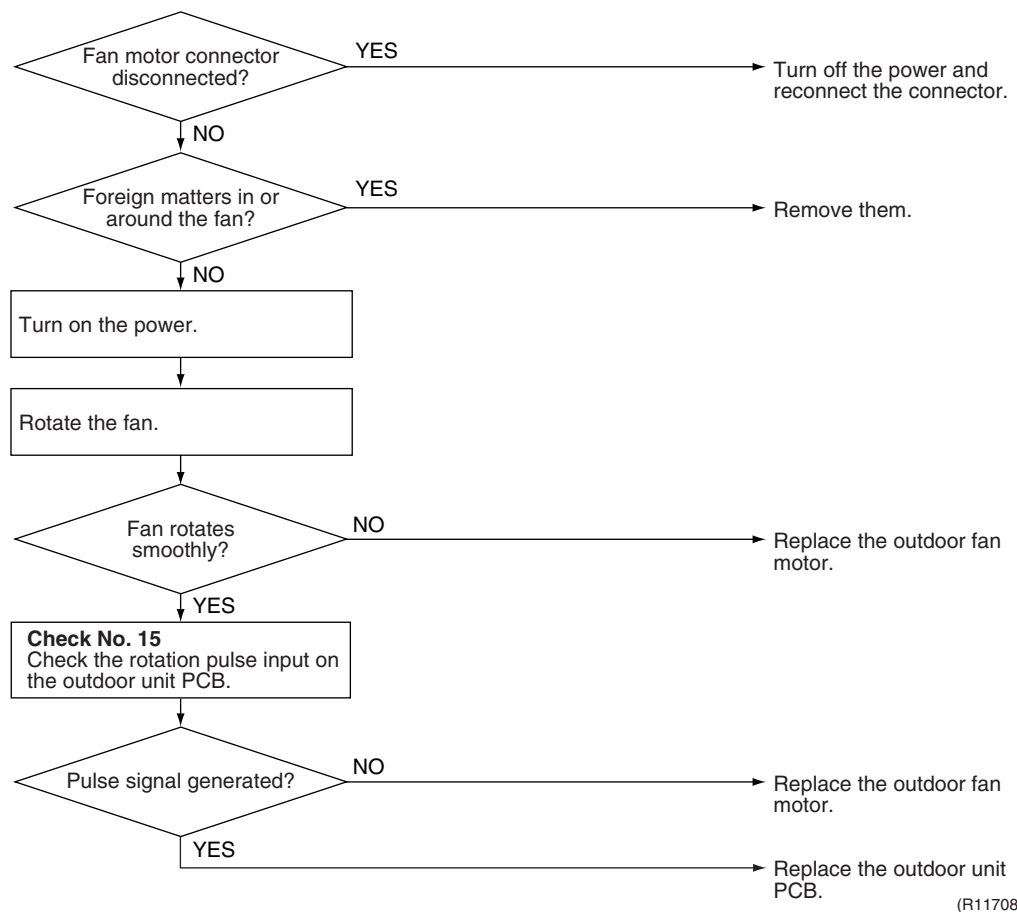 Fan motor connector
disconnected?
YES
Turn off the power and
reconnect the connector.
NO
Foreign matters in or
around the fan?
YES
Remove them.
NO
Turn on the power.
Rotate the fan.
Fan rotates
smoothly?
NO
Replace the outdoor fan
motor.
YES
Check No. 15
Check the rotation pulse input on
the outdoor unit PCB.
Pulse signal generated?
NO
Replace the outdoor fan
motor.
YES
Replace the outdoor unit
PCB.
(R11708